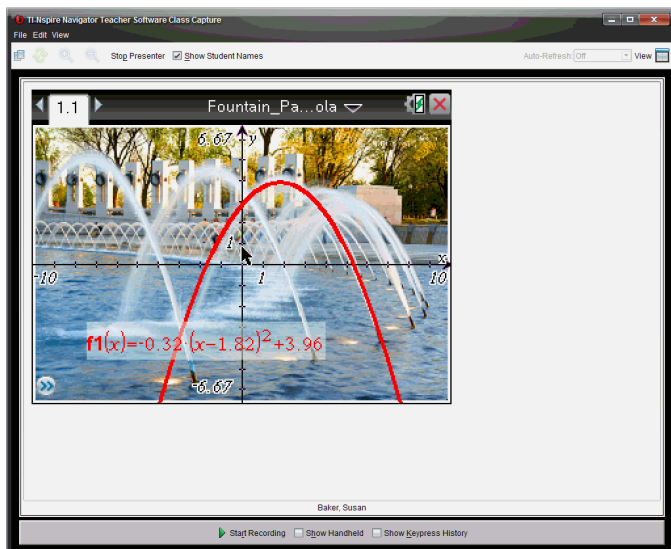 TI-Nspire Navigator Teacher Software Class Capture
File Edit View
Stop Presenter Show Student Names Auto-Refresh: Off View
1.1 Fountain_Pa...ola
6.67 y
1
x
-10 1 10
f1(x)=-0.32·(x-1.82)²+3.96
-6.67
Baker, Susan
Start Recording Show Handheld Show Keypress History